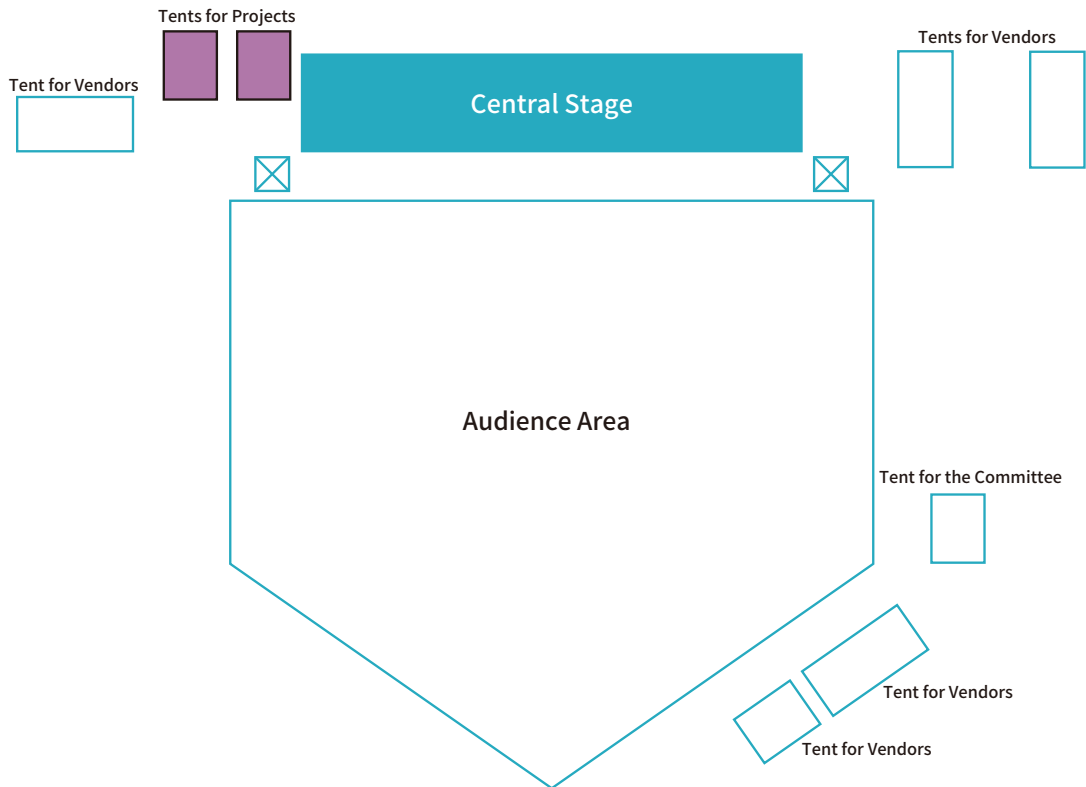 Tents for Projects
Tents for Vendors
Tent for Vendors
Central Stage
Audience Area
Tent for the Committee
Tent for Vendors
Tent for Vendors